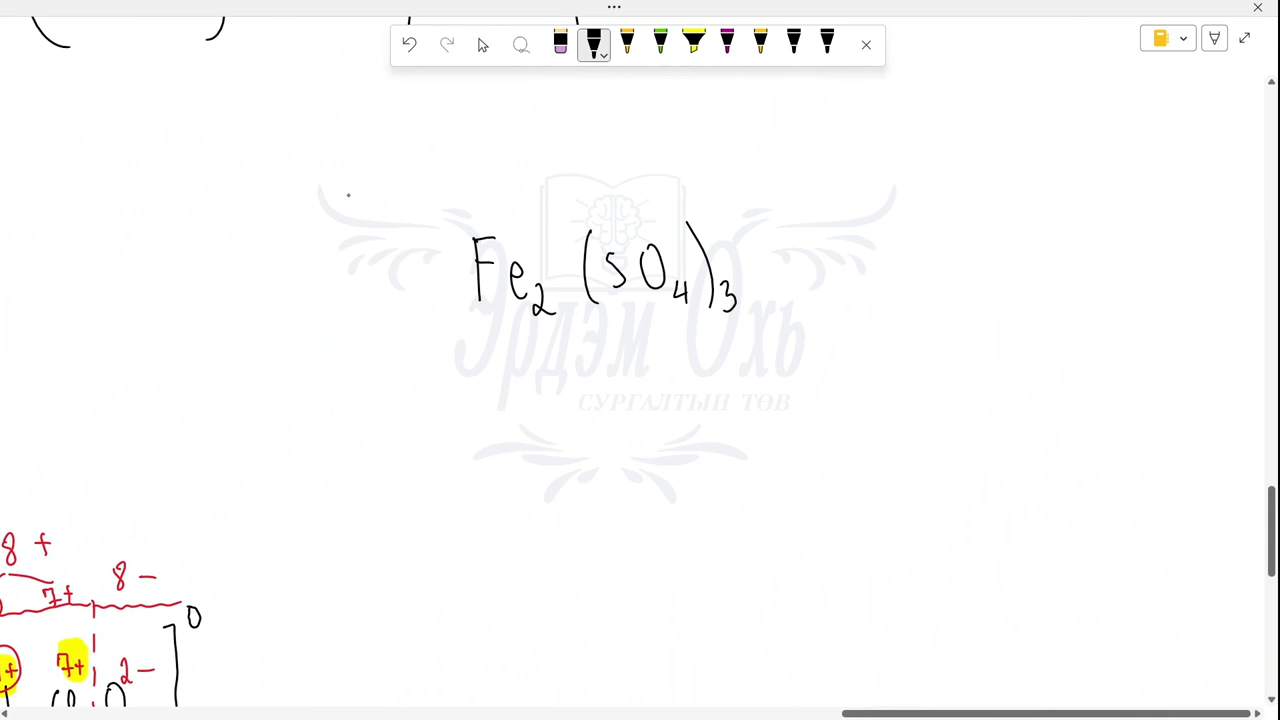 Fe₂(SO₄)₃
Эрдэм Охь
СУРГАЛТЫН ТӨВ
8 +
7+ 8 -
0
7+ 2 -
O